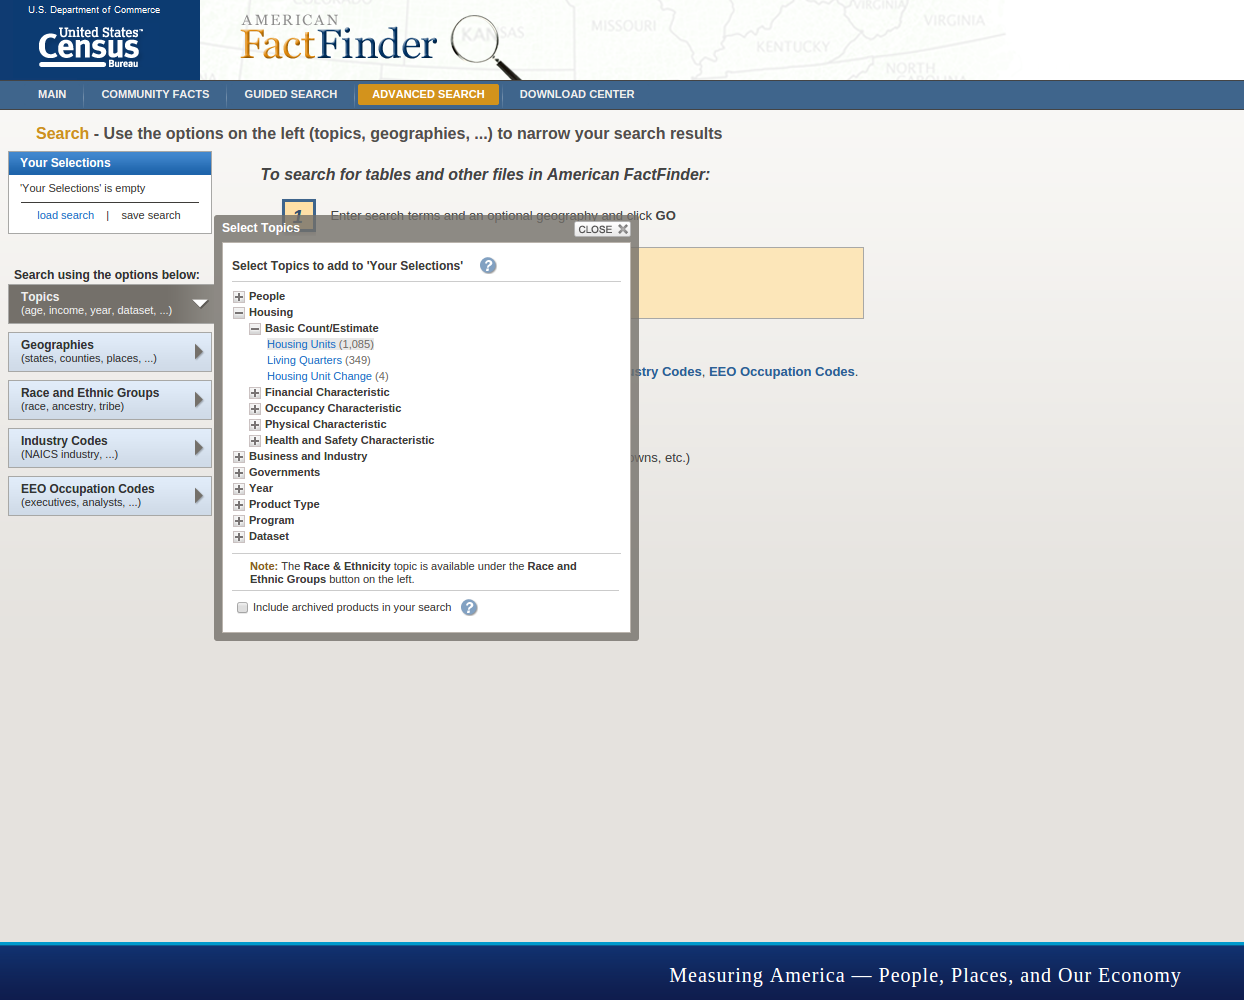 U.S. Department of Commerce
United States™
Census
Bureau
AMERICAN
FactFinder
COLORADO
KANSAS
MISSOURI
KENTUCKY
VIRGINIA
VIRGINIA
NORTH
CAROLINA
MAIN
COMMUNITY FACTS
GUIDED SEARCH
ADVANCED SEARCH
DOWNLOAD CENTER
Search - Use the options on the left (topics, geographies, ...) to narrow your search results
Your Selections
'Your Selections' is empty
load search | save search
Search using the options below:
Topics
(age, income, year, dataset, ...)
Geographies
(states, counties, places, ...)
Race and Ethnic Groups
(race, ancestry, tribe)
Industry Codes
(NAICS industry, ...)
EEO Occupation Codes
(executives, analysts, ...)
To search for tables and other files in American FactFinder:
1
Enter search terms and an optional geography and click GO
Select Topics
CLOSE
Select Topics to add to 'Your Selections' ?
People
Housing
Basic Count/Estimate
Housing Units (1,085)
Living Quarters (349)
Housing Unit Change (4)
Financial Characteristic
Occupancy Characteristic
Physical Characteristic
Health and Safety Characteristic
Business and Industry
Governments
Year
Product Type
Program
Dataset
Note: The Race & Ethnicity topic is available under the Race and
Ethnic Groups button on the left.
Include archived products in your search ?
ustry Codes, EEO Occupation Codes.
owns, etc.)
Measuring America — People, Places, and Our Economy